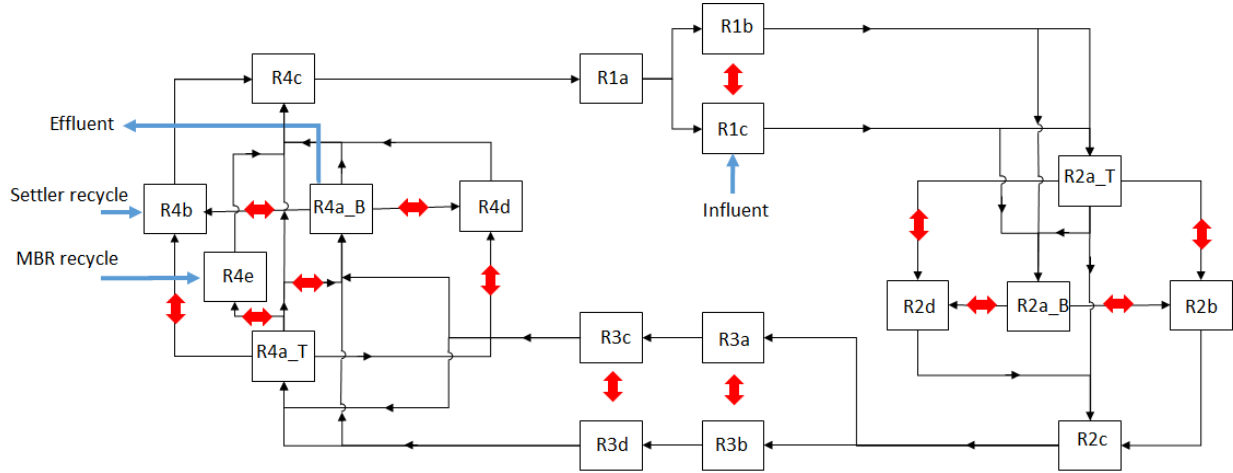 R1b
R4c
R1a
Effluent
R1c
R2a_T
Settler recycle
R4b
R4a_B
R4d
Influent
MBR recycle
R4e
R2d
R2a_B
R2b
R4a_T
R3c
R3a
R3d
R3b
R2c